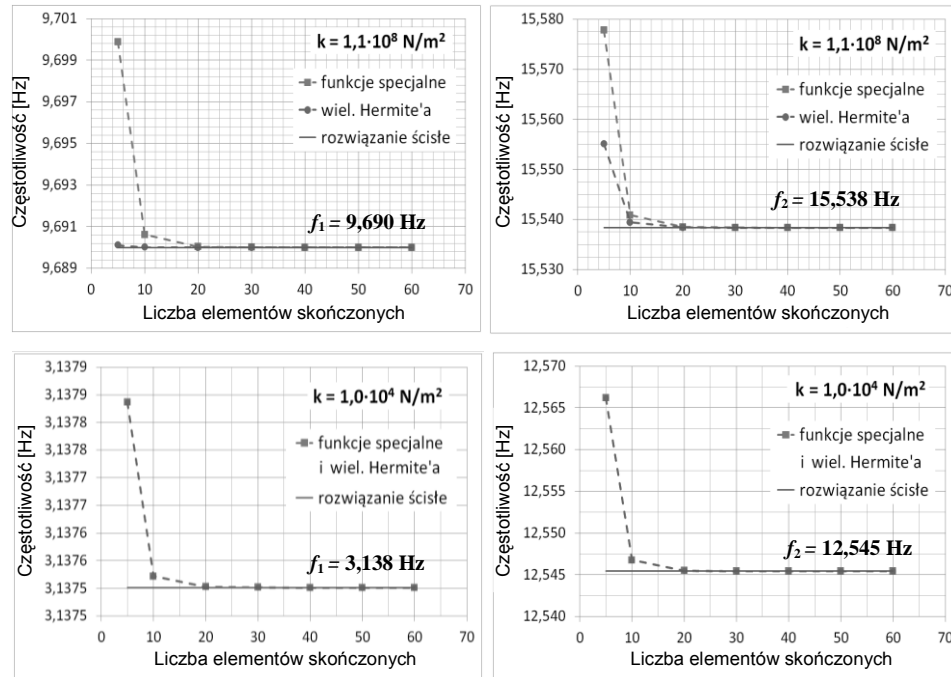 9,701
9,699
9,697
9,695
9,693
9,691
9,689
Częstotliwość [Hz]
k = 1,1·10⁸ N/m²
funkcje specjalne
wiel. Hermite'a
rozwiązanie ścisłe
f₁ = 9,690 Hz
0 10 20 30 40 50 60 70
Liczba elementów skończonych
15,580
15,570
15,560
15,550
15,540
15,530
Częstotliwość [Hz]
k = 1,1·10⁸ N/m²
funkcje specjalne
wiel. Hermite'a
rozwiązanie ścisłe
f₂ = 15,538 Hz
0 10 20 30 40 50 60 70
Liczba elementów skończonych
3,1379
3,1378
3,1378
3,1377
3,1377
3,1376
3,1376
3,1375
3,1375
Częstotliwość [Hz]
k = 1,0·10⁴ N/m²
funkcje specjalne
i wiel. Hermite'a
rozwiązanie ścisłe
f₁ = 3,138 Hz
0 10 20 30 40 50 60 70
Liczba elementów skończonych
12,570
12,565
12,560
12,555
12,550
12,545
12,540
Częstotliwość [Hz]
k = 1,0·10⁴ N/m²
funkcje specjalne
i wiel. Hermite'a
rozwiązanie ścisłe
f₂ = 12,545 Hz
0 10 20 30 40 50 60 70
Liczba elementów skończonych